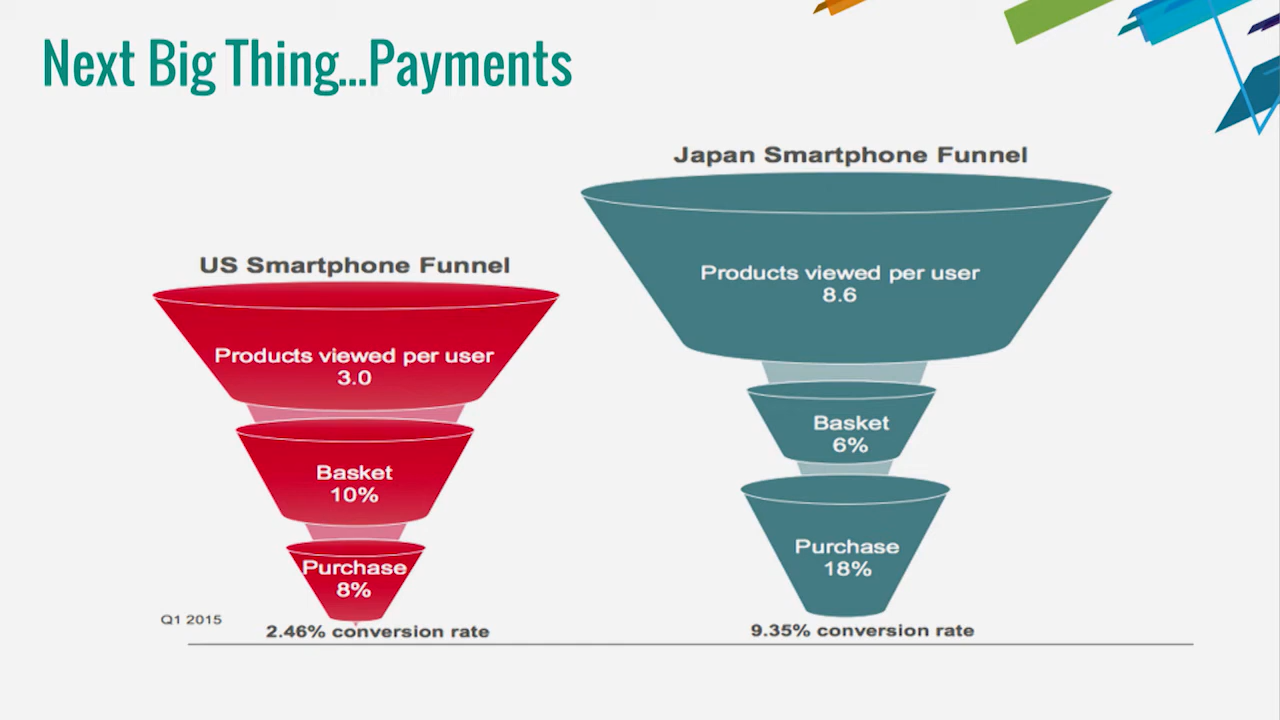 Next Big Thing...Payments
Japan Smartphone Funnel
Products viewed per user
8.6
Basket
6%
Purchase
18%
9.35% conversion rate
US Smartphone Funnel
Products viewed per user
3.0
Basket
10%
Purchase
8%
Q1 2015
2.46% conversion rate